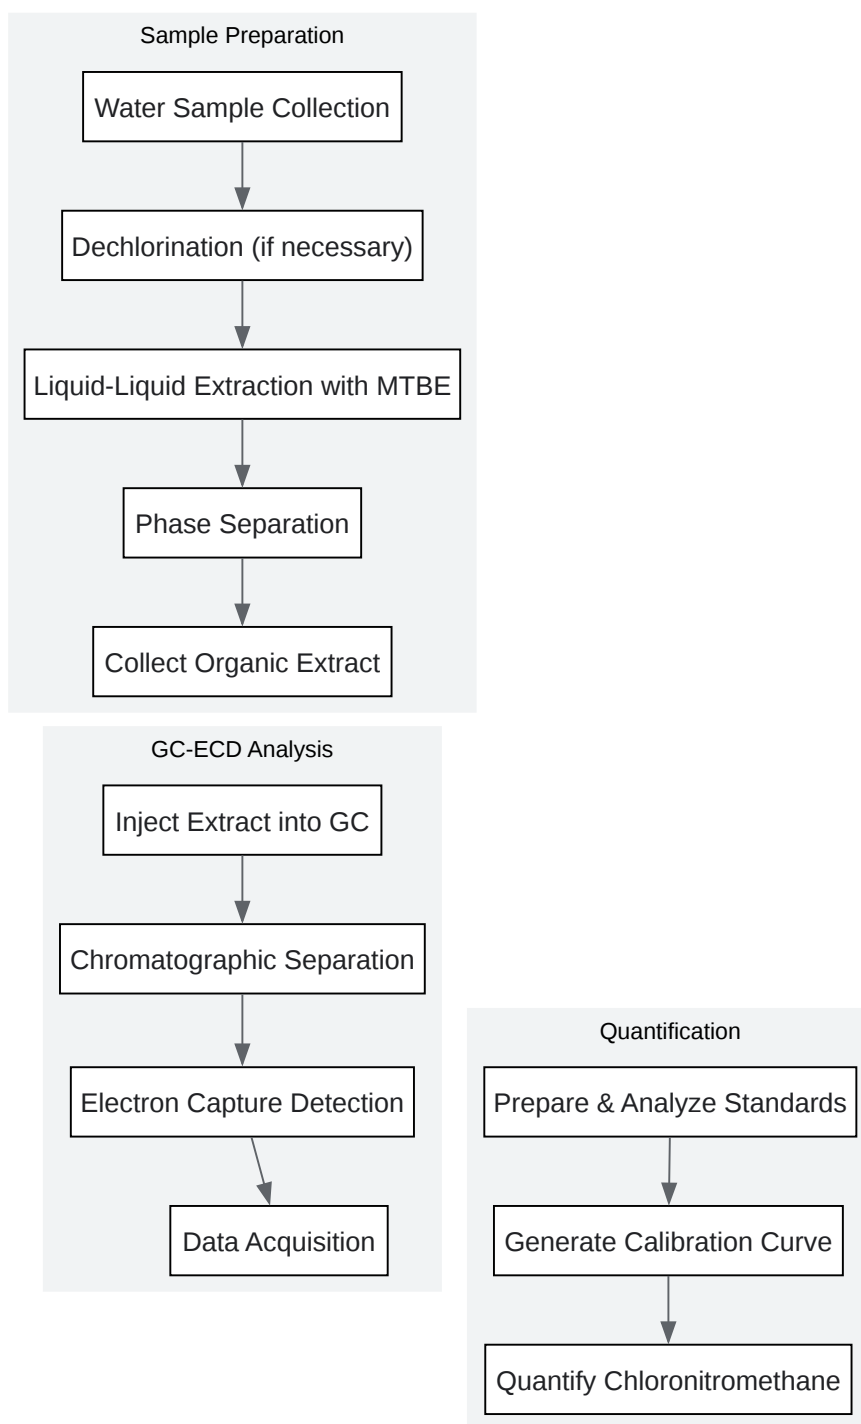 Sample Preparation
Water Sample Collection
Dechlorination (if necessary)
Liquid-Liquid Extraction with MTBE
Phase Separation
Collect Organic Extract
GC-ECD Analysis
Inject Extract into GC
Chromatographic Separation
Electron Capture Detection
Data Acquisition
Quantification
Prepare & Analyze Standards
Generate Calibration Curve
Quantify Chloronitromethane